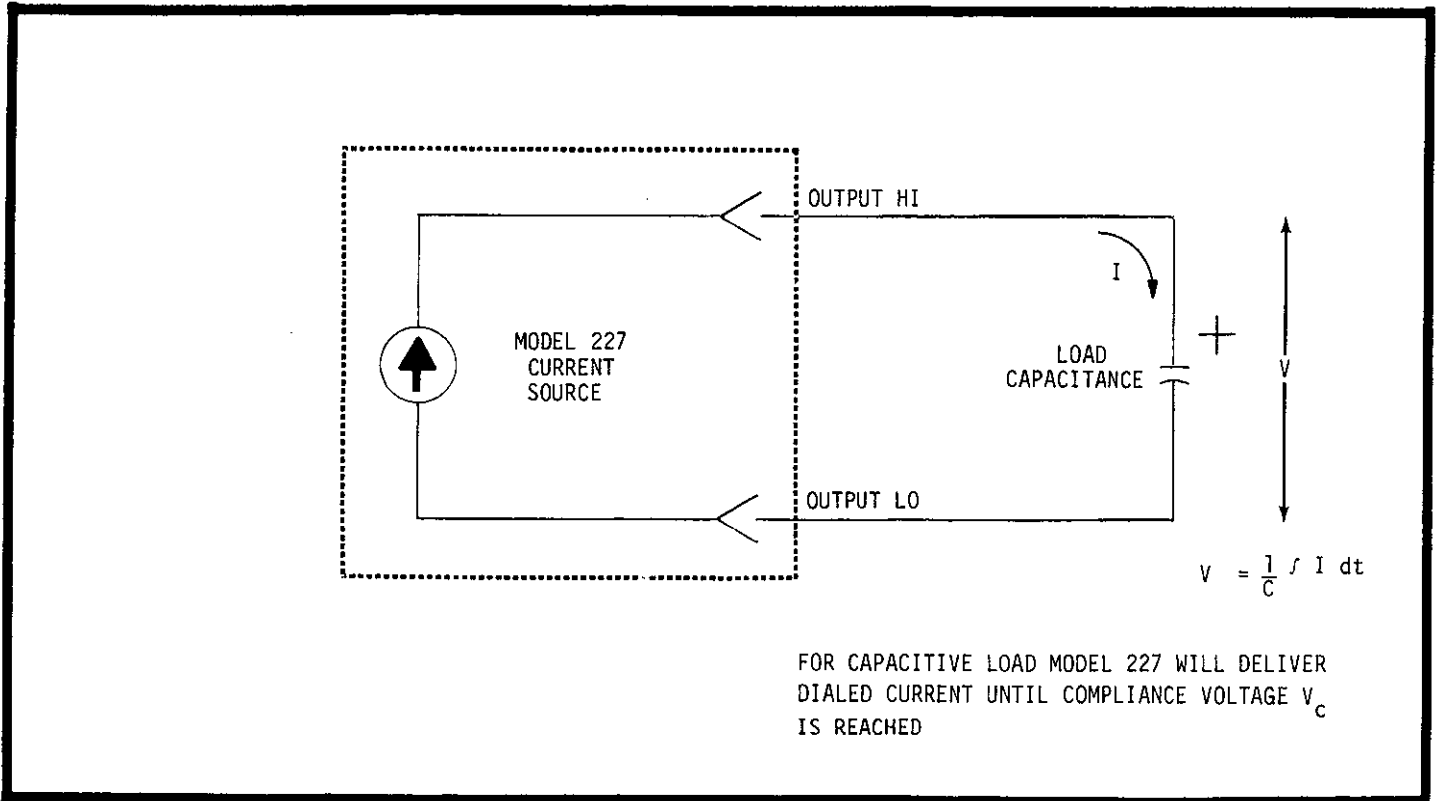 OUTPUT HI
I
MODEL 227
CURRENT
SOURCE
+
LOAD
CAPACITANCE
V
OUTPUT LO
V = 1/C ∫ I dt
FOR CAPACITIVE LOAD MODEL 227 WILL DELIVER
DIALED CURRENT UNTIL COMPLIANCE VOLTAGE Vc
IS REACHED